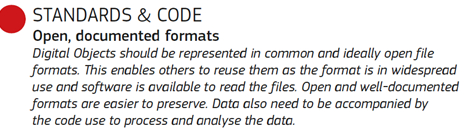 STANDARDS & CODE
Open, documented formats
Digital Objects should be represented in common and ideally open file
formats. This enables others to reuse them as the format is in widespread
use and software is available to read the files. Open and well-documented
formats are easier to preserve. Data also need to be accompanied by
the code use to process and analyse the data.